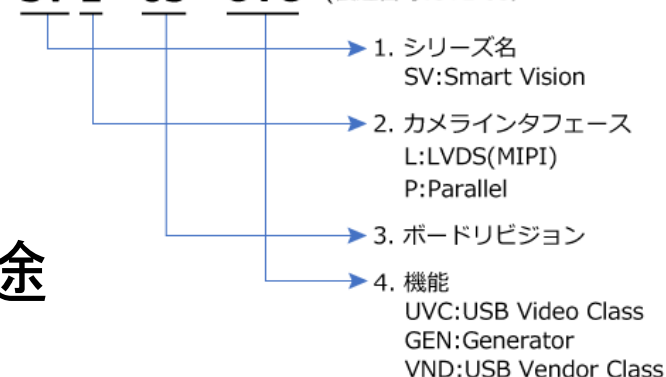 1. シリーズ名
SV:Smart Vision
2. カメラインタフェース
L:LVDS(MIPI)
P:Parallel
3. ボードリビジョン
途
4. 機能
UVC:USB Video Class
GEN:Generator
VND:USB Vendor Class